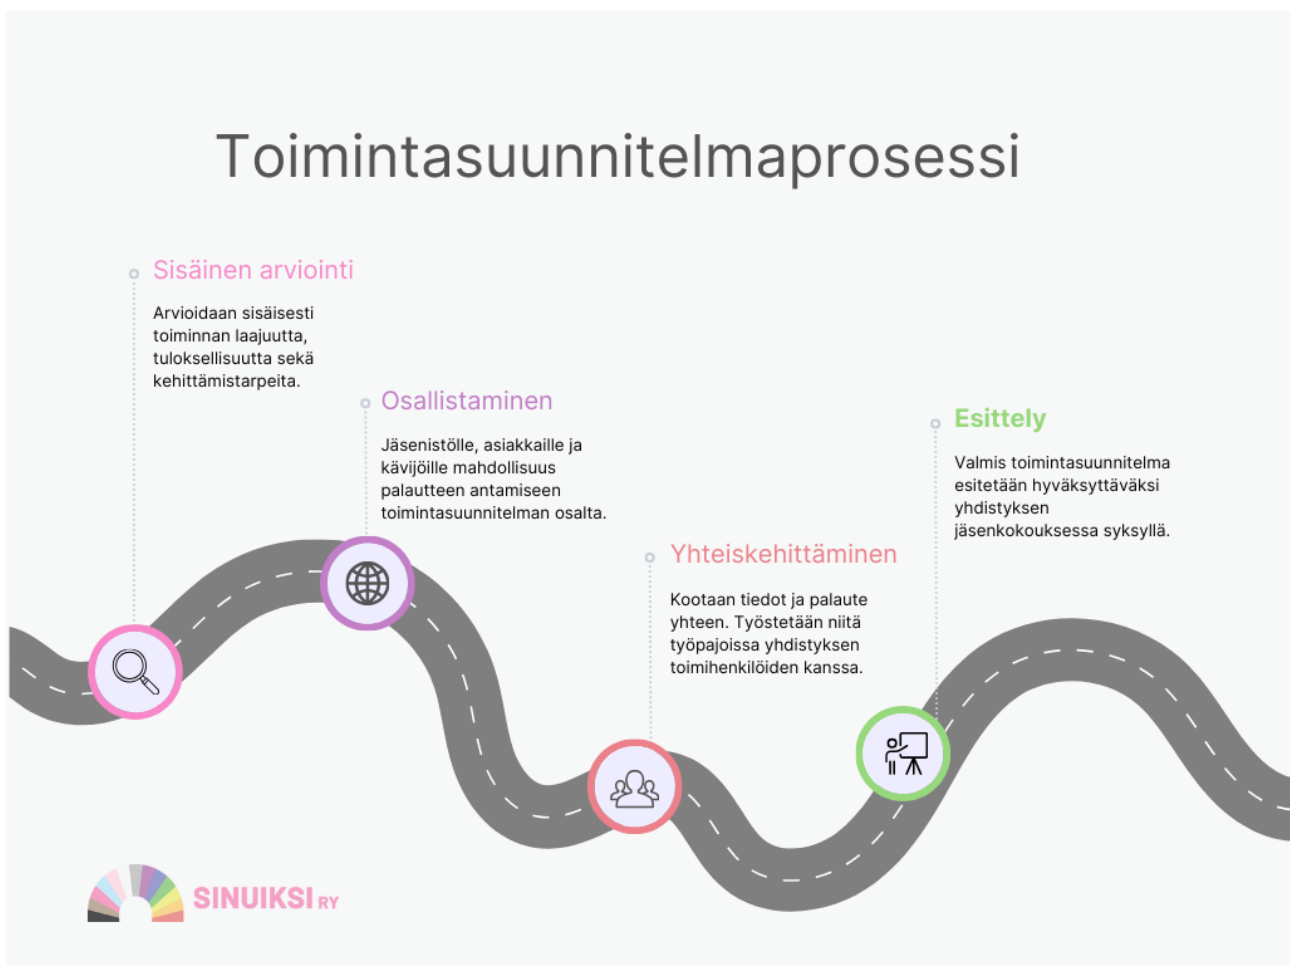 Toimintasuunnitelmaprosessi
Sisäinen arviointi
Arvioidaan sisäisesti
toiminnan laajuutta,
tuloksellisuutta sekä
kehittämistarpeita.
Osallistaminen
Jäsenistölle, asiakkaille ja
kävijöille mahdollisuus
palautteen antamiseen
toimintasuunnitelman osalta.
Yhteiskehittäminen
Kootaan tiedot ja palaute
yhteen. Työstetään niitä
työpajoissa yhdistyksen
toimihenkilöiden kanssa.
Esittely
Valmis toimintasuunnitelma
esitetään hyväksyttäväksi
yhdistyksen
jäsenkokouksessa syksyllä.
SINUIKSI RY